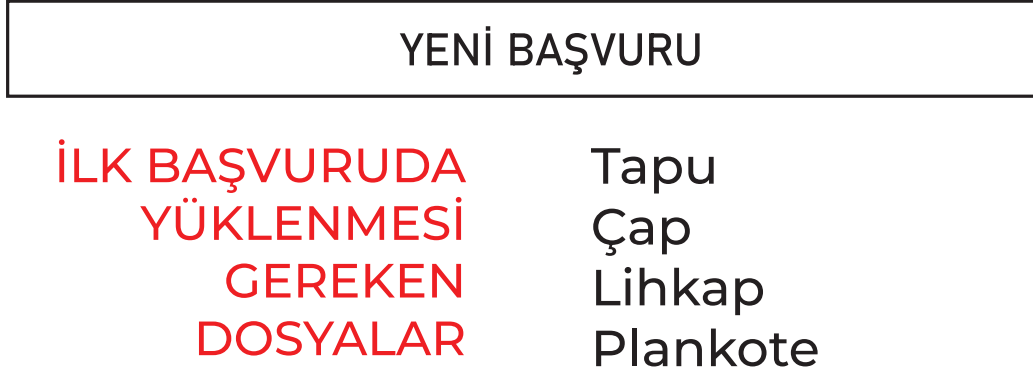 YENİ BAŞVURU
İLK BAŞVURUDA
YÜKLENMESİ
GEREKEN
DOSYALAR
Tapu
Çap
Lihkap
Plankote